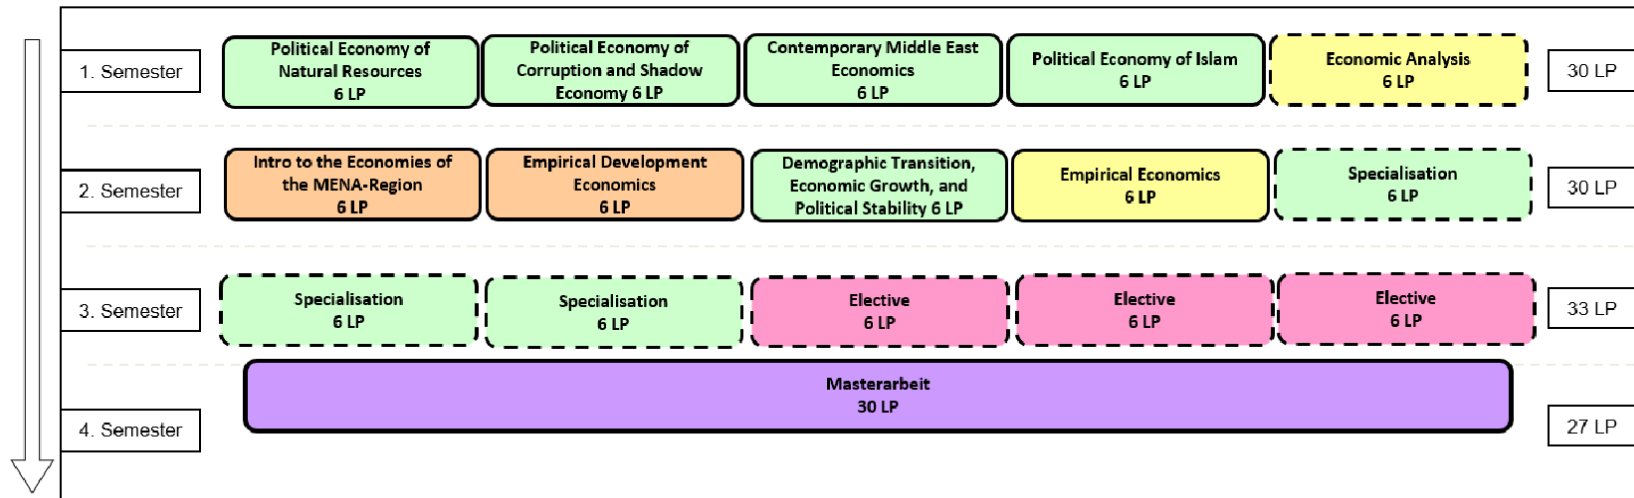 1. Semester
Political Economy of
Natural Resources
6 LP
Political Economy of
Corruption and Shadow
Economy 6 LP
Contemporary Middle East
Economics
6 LP
Political Economy of Islam
6 LP
Economic Analysis
6 LP
30 LP
2. Semester
Intro to the Economies of
the MENA-Region
6 LP
Empirical Development
Economics
6 LP
Demographic Transition,
Economic Growth, and
Political Stability 6 LP
Empirical Economics
6 LP
Specialisation
6 LP
30 LP
3. Semester
Specialisation
6 LP
Specialisation
6 LP
Elective
6 LP
Elective
6 LP
Elective
6 LP
33 LP
4. Semester
Masterarbeit
30 LP
27 LP